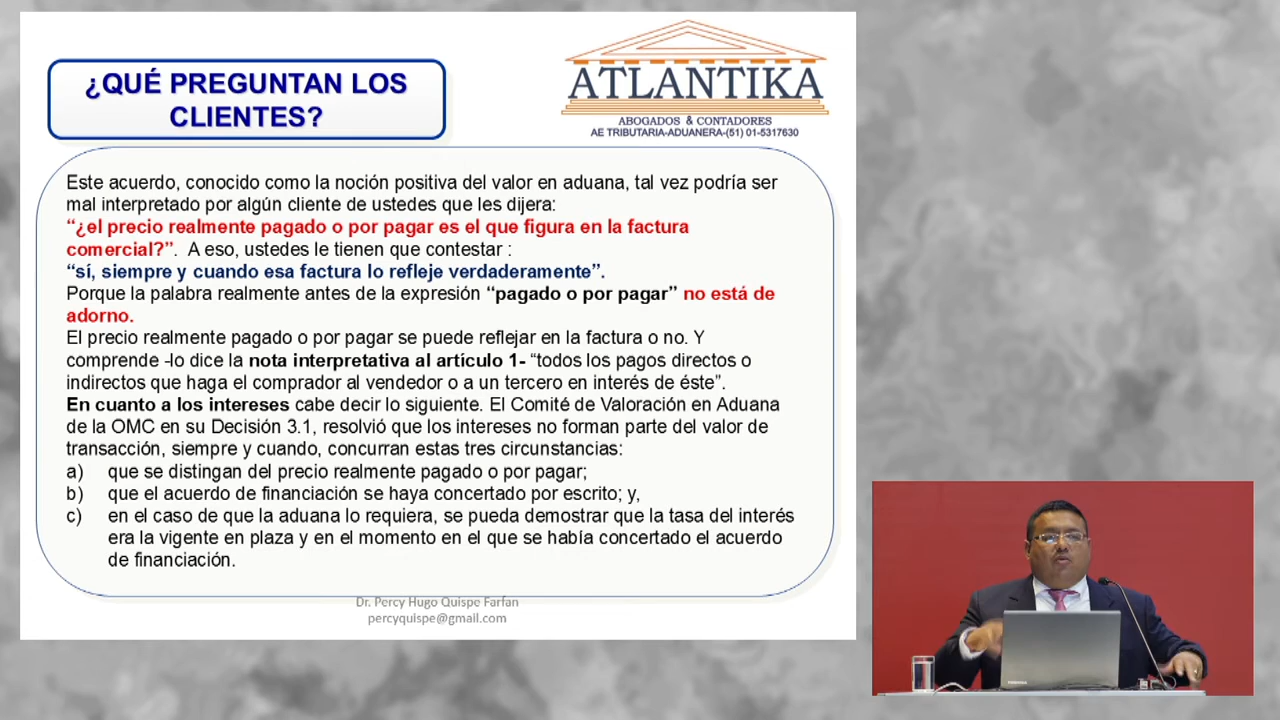 ¿QUÉ PREGUNTAN LOS
CLIENTES?
ATLANTIKA
ABOGADOS & CONTADORES
AE TRIBUTARIA-ADUANERA-(51) 01-5317630
Este acuerdo, conocido como la noción positiva del valor en aduana, tal vez podría ser
mal interpretado por algún cliente de ustedes que les dijera:
“¿el precio realmente pagado o por pagar es el que figura en la factura
comercial?”. A eso, ustedes le tienen que contestar :
“sí, siempre y cuando esa factura lo refleje verdaderamente”.
Porque la palabra realmente antes de la expresión “pagado o por pagar” no está de
adorno.
El precio realmente pagado o por pagar se puede reflejar en la factura o no. Y
comprende -lo dice la nota interpretativa al artículo 1- “todos los pagos directos o
indirectos que haga el comprador al vendedor o a un tercero en interés de éste”.
En cuanto a los intereses cabe decir lo siguiente. El Comité de Valoración en Aduana
de la OMC en su Decisión 3.1, resolvió que los intereses no forman parte del valor de
transacción, siempre y cuando, concurran estas tres circunstancias:
a) que se distingan del precio realmente pagado o por pagar;
b) que el acuerdo de financiación se haya concertado por escrito; y,
c) en el caso de que la aduana lo requiera, se pueda demostrar que la tasa del interés
era la vigente en plaza y en el momento en el que se había concertado el acuerdo
de financiación.
Dr. Percy Hugo Quispe Farfan
percyquispe@gmail.com
TOSHIBA